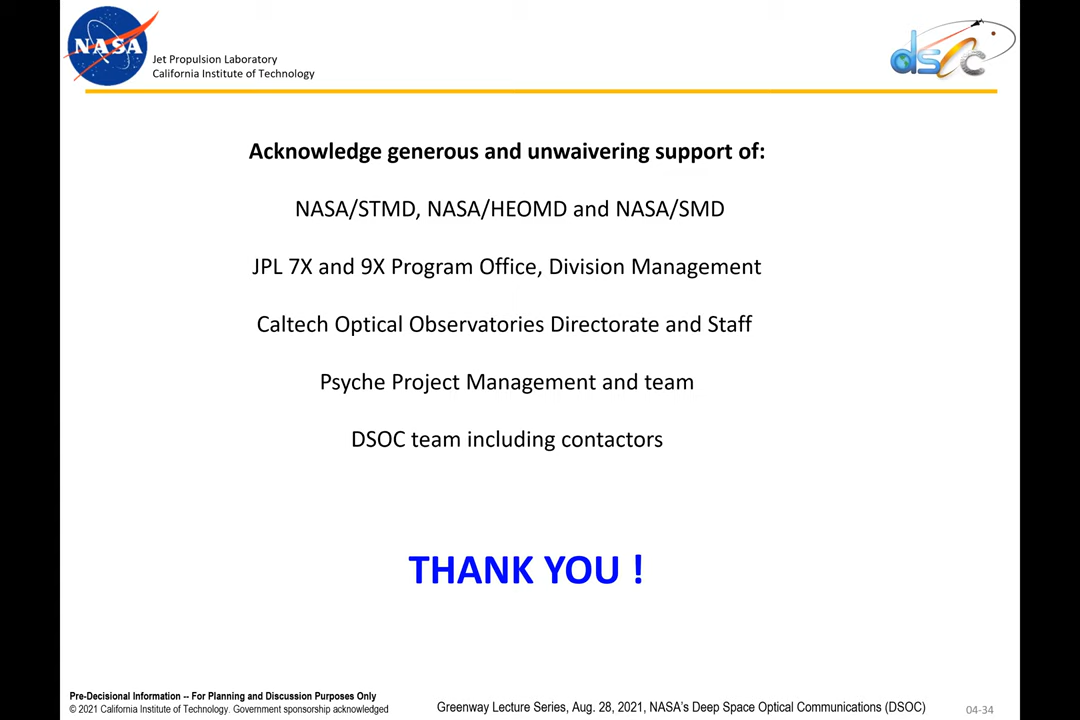 NASA
Jet Propulsion Laboratory
California Institute of Technology
dsoc
Acknowledge generous and unwaivering support of:
NASA/STMD, NASA/HEOMD and NASA/SMD
JPL 7X and 9X Program Office, Division Management
Caltech Optical Observatories Directorate and Staff
Psyche Project Management and team
DSOC team including contactors
THANK YOU !
Pre-Decisional Information -- For Planning and Discussion Purposes Only
© 2021 California Institute of Technology. Government sponsorship acknowledged
Greenway Lecture Series, Aug. 28, 2021, NASA's Deep Space Optical Communications (DSOC)
04-34